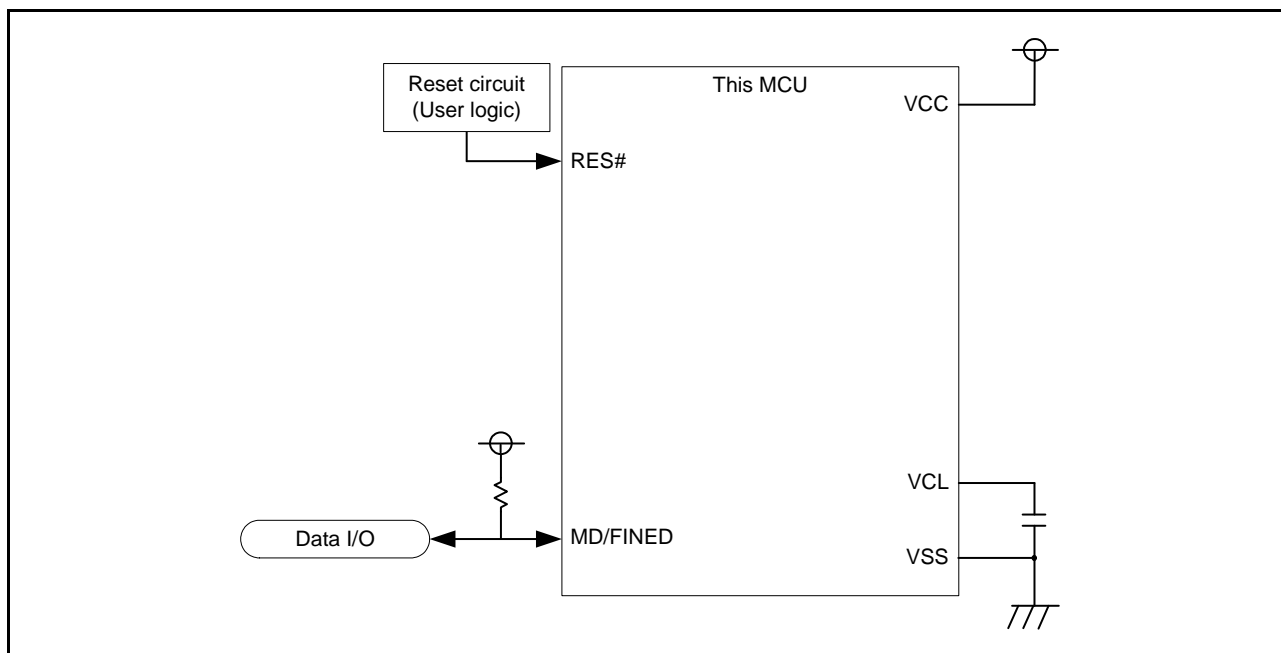 Reset circuit
(User logic)
This MCU
VCC
RES#
VCL
Data I/O
MD/FINED
VSS